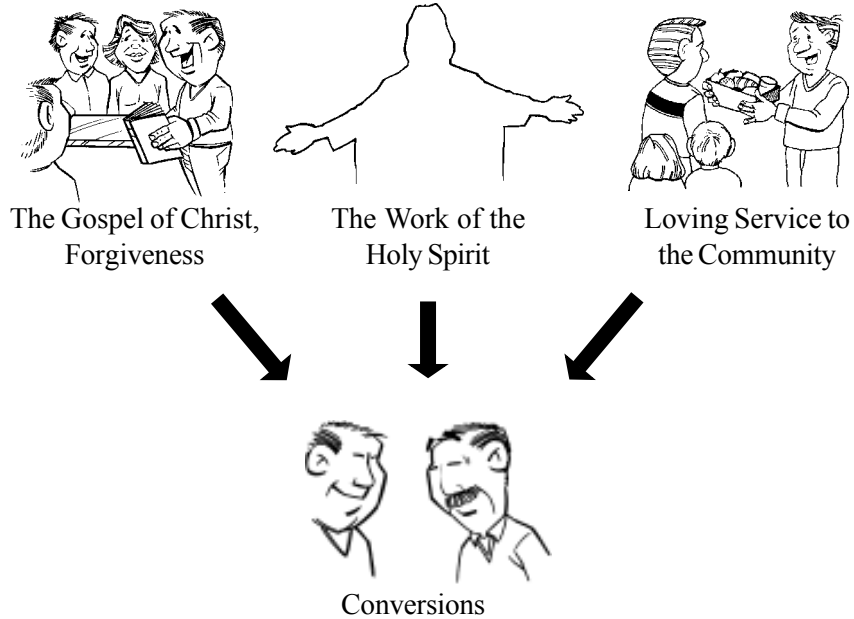 The Gospel of Christ,
Forgiveness
The Work of the
Holy Spirit
Loving Service to
the Community
Conversions